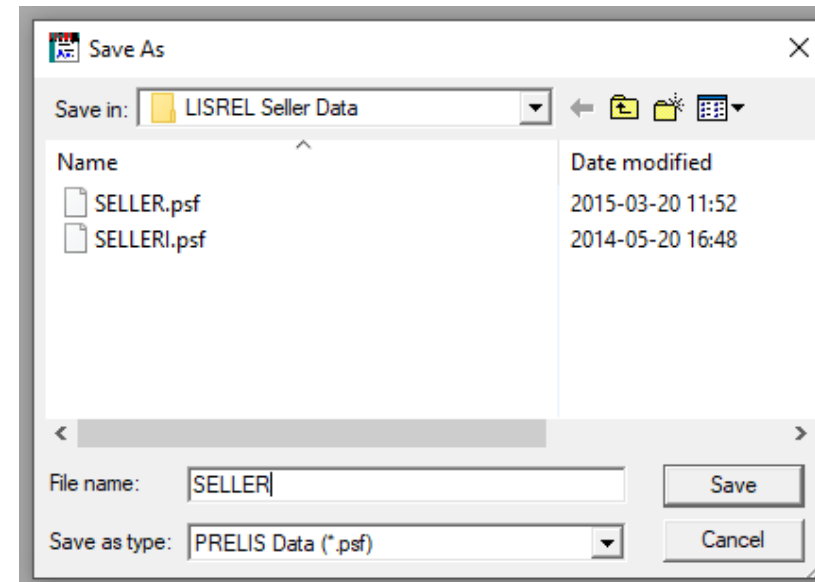 Save As
Save in: LISREL Seller Data
Name Date modified
SELLER.psf 2015-03-20 11:52
SELLERI.psf 2014-05-20 16:48
File name: SELLER Save
Save as type: PRELIS Data (*.psf) Cancel